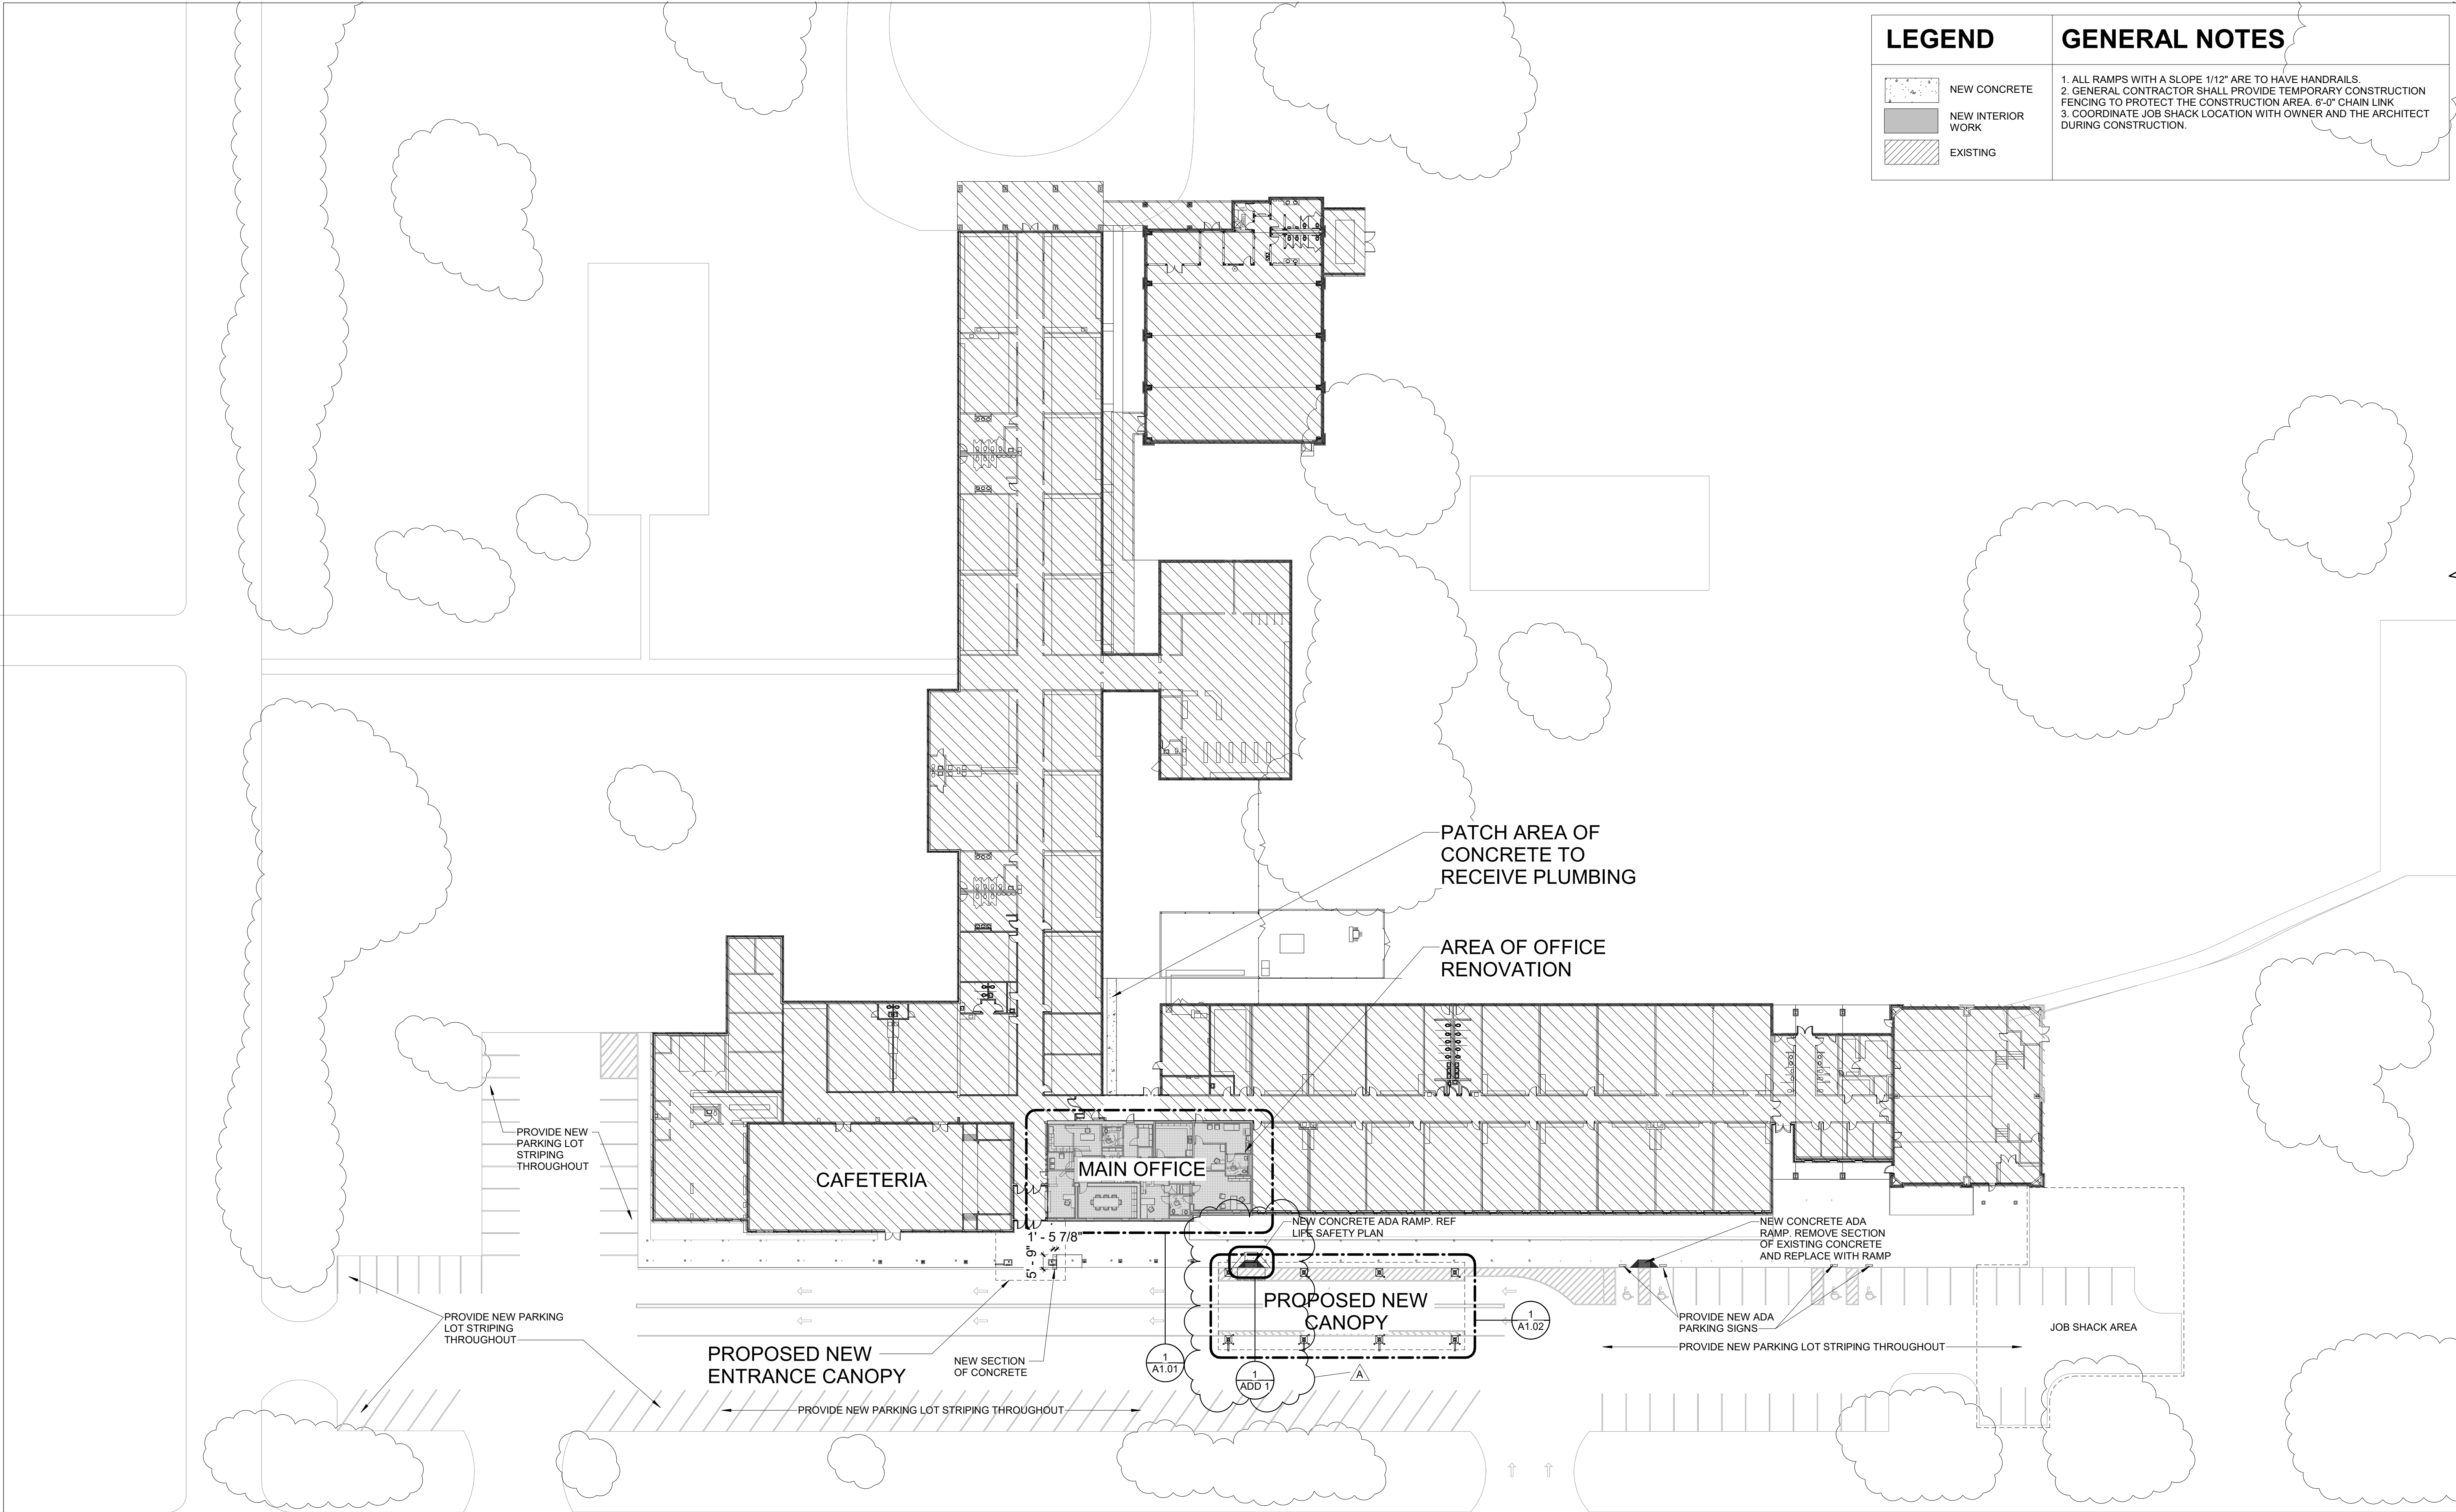 LEGEND
GENERAL NOTES
NEW CONCRETE
NEW INTERIOR
WORK
EXISTING
1. ALL RAMPS WITH A SLOPE 1/12" ARE TO HAVE HANDRAILS.
2. GENERAL CONTRACTOR SHALL PROVIDE TEMPORARY CONSTRUCTION
FENCING TO PROTECT THE CONSTRUCTION AREA. 6'-0" CHAIN LINK
3. COORDINATE JOB SHACK LOCATION WITH OWNER AND THE ARCHITECT
DURING CONSTRUCTION.
PATCH AREA OF
CONCRETE TO
RECEIVE PLUMBING
AREA OF OFFICE
RENOVATION
PROVIDE NEW
PARKING LOT
STRIPING
THROUGHOUT
CAFETERIA
MAIN OFFICE
NEW CONCRETE ADA RAMP. REF
LIFE SAFETY PLAN
NEW CONCRETE ADA
RAMP. REMOVE SECTION
OF EXISTING CONCRETE
AND REPLACE WITH RAMP
1' - 5 7/8"
5' - 9"
PROVIDE NEW PARKING
LOT STRIPING
THROUGHOUT
PROPOSED NEW
CANOPY
1
A1.02
PROVIDE NEW ADA
PARKING SIGNS
JOB SHACK AREA
PROVIDE NEW PARKING LOT STRIPING THROUGHOUT
PROPOSED NEW
ENTRANCE CANOPY
NEW SECTION
OF CONCRETE
1
A1.01
1
ADD 1
A
PROVIDE NEW PARKING LOT STRIPING THROUGHOUT